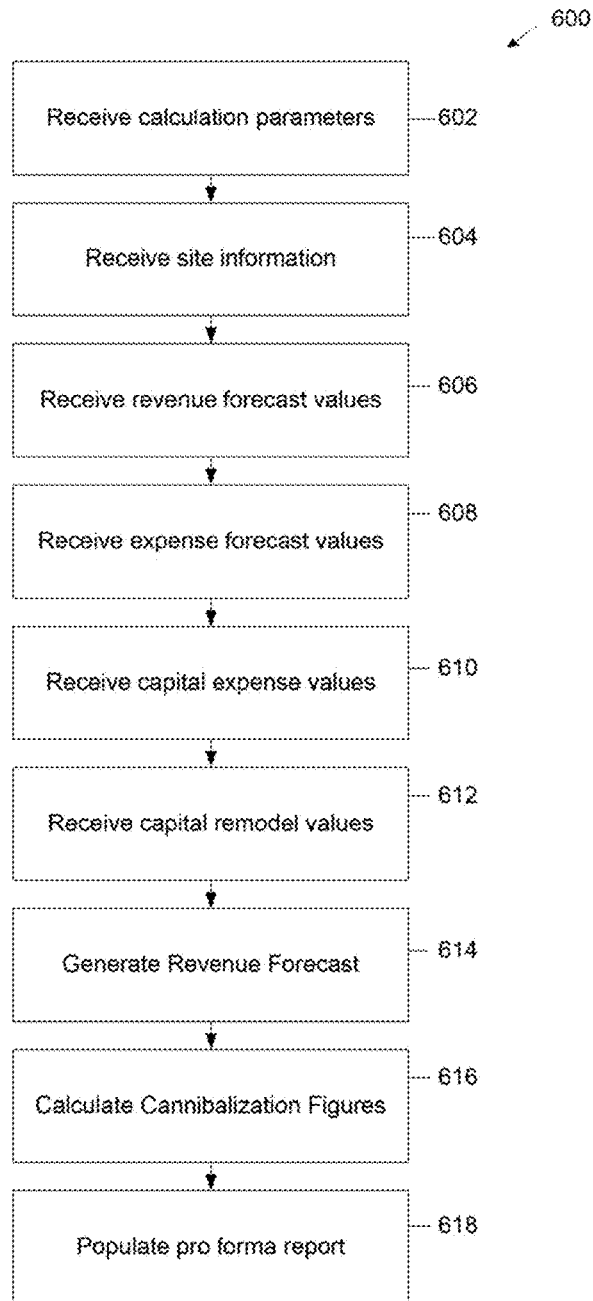 600
Receive calculation parameters
602
Receive site information
604
Receive revenue forecast values
606
Receive expense forecast values
608
Receive capital expense values
610
Receive capital remodel values
612
Generate Revenue Forecast
614
Calculate Cannibalization Figures
616
Populate pro forma report
618